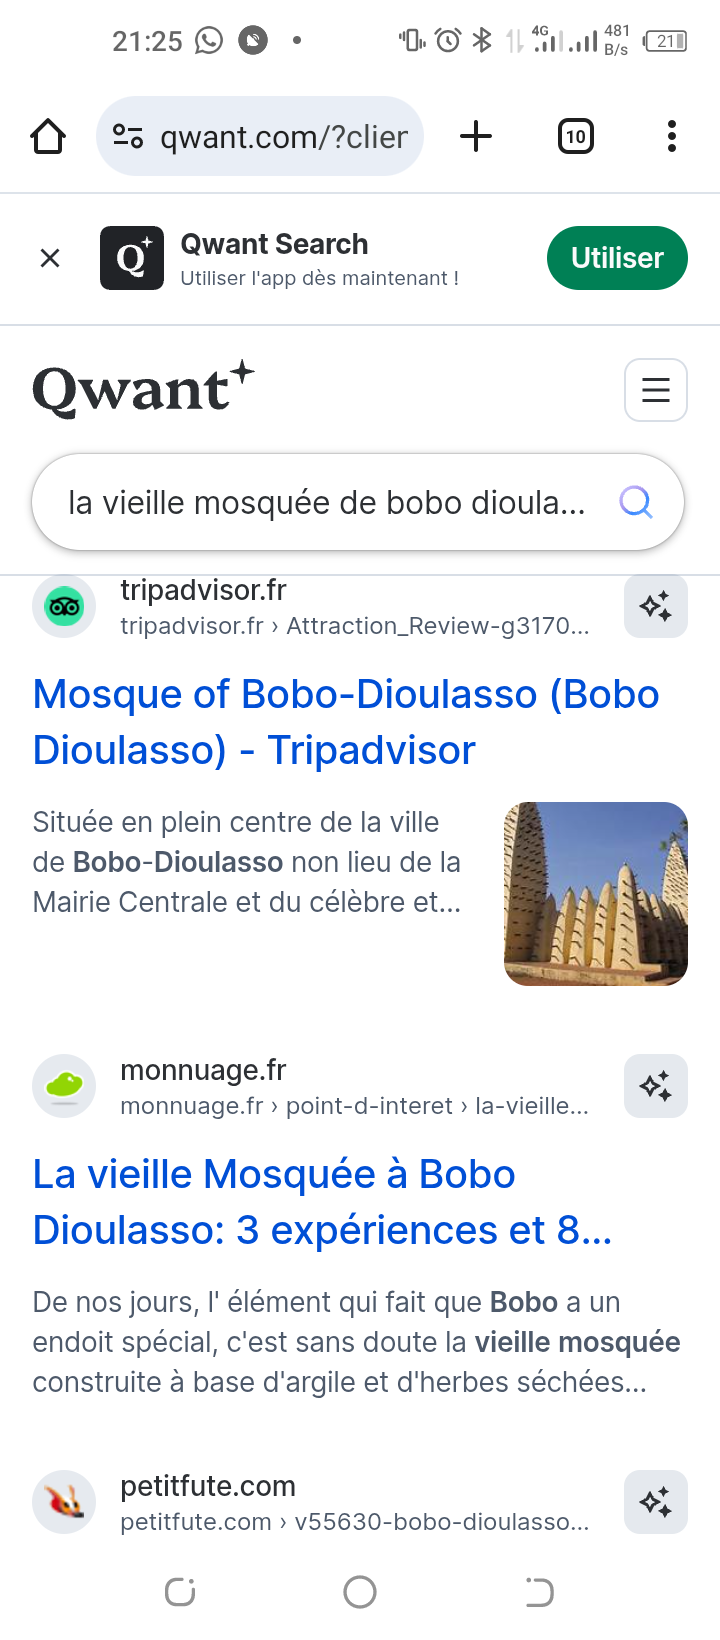 21:25
4G
481
B/s
21
qwant.com/?clier
10
Q
Qwant Search
Utiliser l'app dès maintenant !
Utiliser
Qwant
la vieille mosquée de bobo dioula...
tripadvisor.fr
tripadvisor.fr › Attraction_Review-g3170...
Mosque of Bobo-Dioulasso (Bobo
Dioulasso) - Tripadvisor
Située en plein centre de la ville
de Bobo-Dioulasso non lieu de la
Mairie Centrale et du célèbre et...
monnuage.fr
monnuage.fr › point-d-interet › la-vieille...
La vieille Mosquée à Bobo
Dioulasso: 3 expériences et 8...
De nos jours, l' élément qui fait que Bobo a un
endoit spécial, c'est sans doute la vieille mosquée
construite à base d'argile et d'herbes séchées...
petitfute.com
petitfute.com › v55630-bobo-dioulasso...